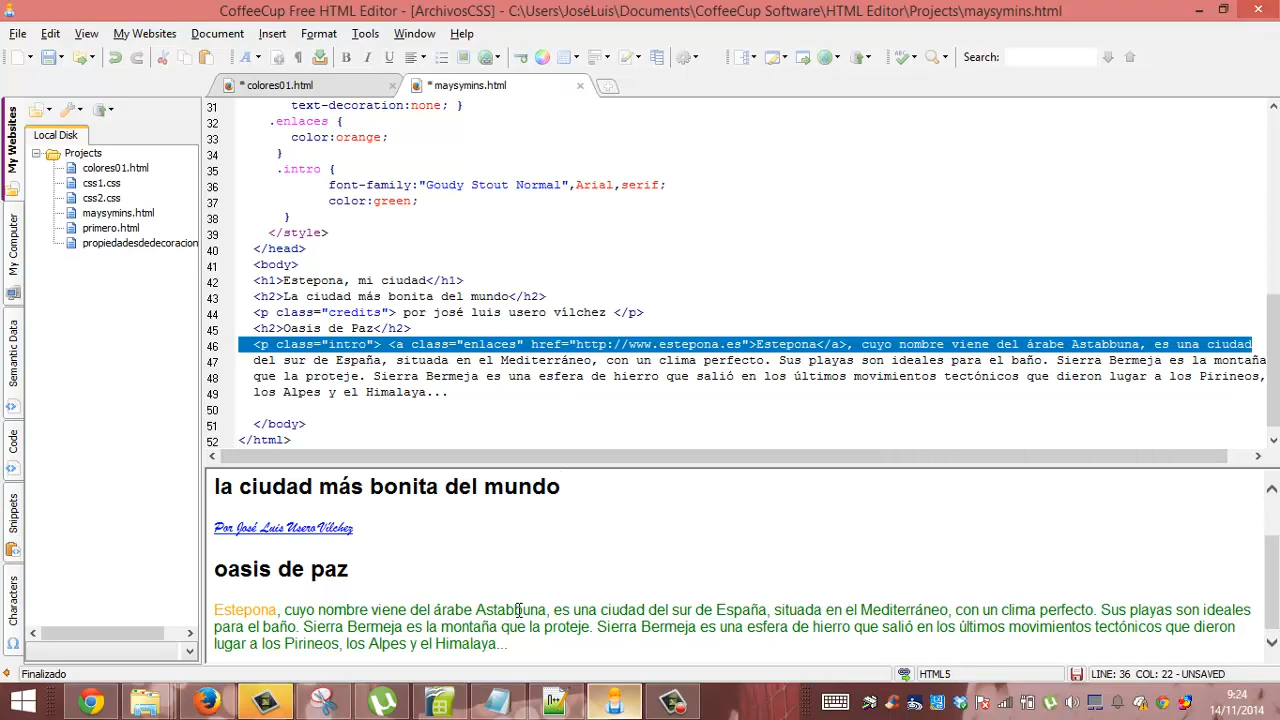 CoffeeCup Free HTML Editor - [ArchivosCSS] - C:\Users\JoséLuis\Documents\CoffeeCup Software\HTML Editor\Projects\maysymins.html
File Edit View My Websites Document Insert Format Tools Window Help
Search:
* colores01.html
* maysymins.html
My Websites
My Computer
Semantic Data
Code
Snippets
Characters
Local Disk
Projects
colores01.html
css1.css
css2.css
maysymins.html
primero.html
propiedadesdedecoracion
31 text-decoration:none; }
32 .enlaces {
33 color:orange;
34 }
35 .intro {
36 font-family:"Goudy Stout Normal",Arial,serif;
37 color:green;
38 }
39 </style>
40 </head>
41 <body>
42 <h1>Estepona, mi ciudad</h1>
43 <h2>La ciudad más bonita del mundo</h2>
44 <p class="credits"> por josé luis usero vílchez </p>
45 <h2>Oasis de Paz</h2>
46 <p class="intro"> <a class="enlaces" href="http://www.estepona.es">Estepona</a>, cuyo nombre viene del árabe Astabbuna, es una ciudad
47 del sur de España, situada en el Mediterráneo, con un clima perfecto. Sus playas son ideales para el baño. Sierra Bermeja es la montaña
48 que la proteje. Sierra Bermeja es una esfera de hierro que salió en los últimos movimientos tectónicos que dieron lugar a los Pirineos,
49 los Alpes y el Himalaya...
50
51 </body>
52 </html>
la ciudad más bonita del mundo
Por José Luis Usero Vílchez
oasis de paz
Estepona, cuyo nombre viene del árabe Astabbuna, es una ciudad del sur de España, situada en el Mediterráneo, con un clima perfecto. Sus playas son ideales
para el baño. Sierra Bermeja es la montaña que la proteje. Sierra Bermeja es una esfera de hierro que salió en los últimos movimientos tectónicos que dieron
lugar a los Pirineos, los Alpes y el Himalaya...
Finalizado
HTML5
LINE: 36 COL: 22 - UNSAVED
9:24
14/11/2014